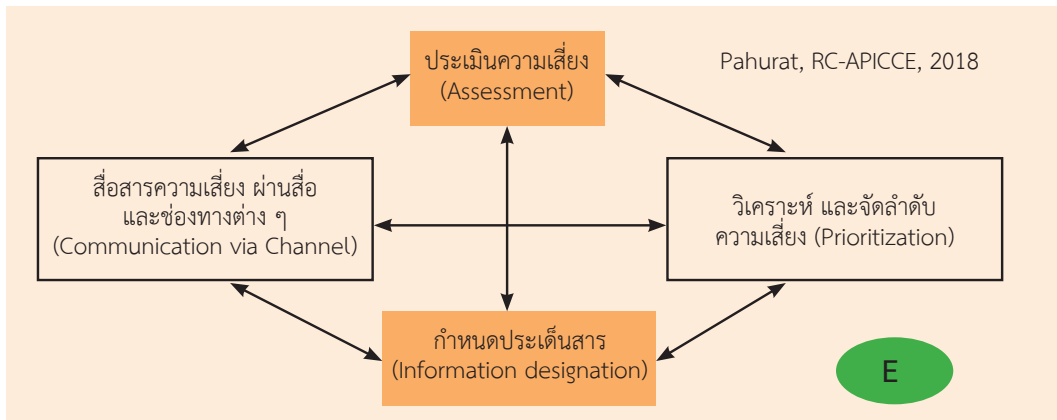 ประเมินความเสี่ยง
(Assessment)
Pahurat, RC-APICCE, 2018
สื่อสารความเสี่ยง ผ่านสื่อ
และช่องทางต่าง ๆ
(Communication via Channel)
วิเคราะห์ และจัดลำดับ
ความเสี่ยง (Prioritization)
กำหนดประเด็นสาร
(Information designation)
E